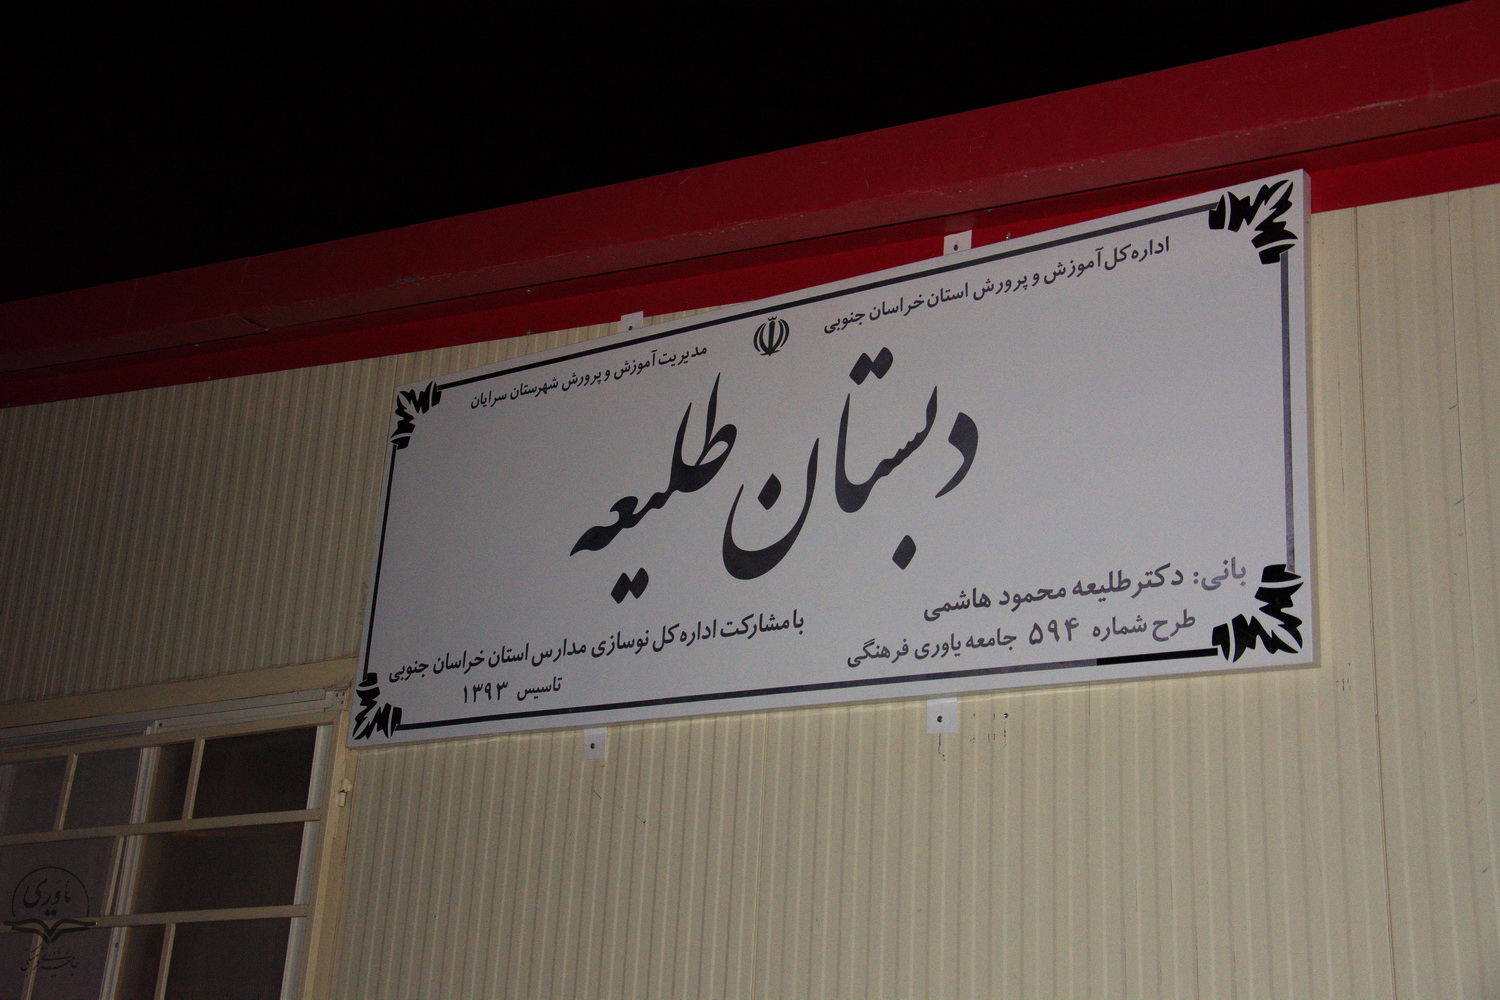 اداره کل آموزش و پرورش استان خراسان جنوبی
مدیریت آموزش و پرورش شهرستان سرایان
دبستان طلیعه
بانی: دکتر طلیعه محمود هاشمی
طرح شماره ۵۹۴ جامعه یاوری فرهنگی
با مشارکت اداره کل نوسازی مدارس استان خراسان جنوبی
تاسیس ۱۳۹۳
یاوری